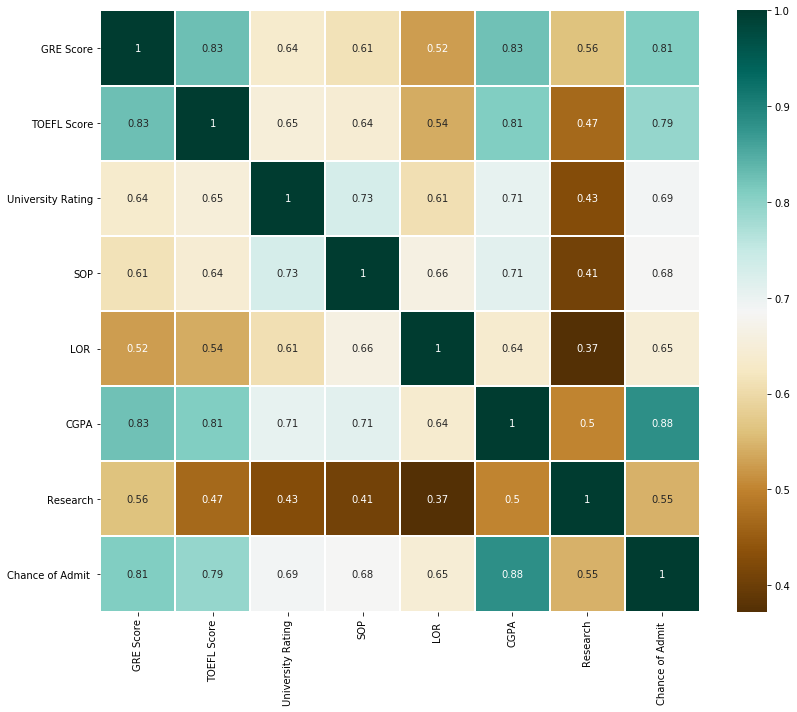 GRE Score 1 0.83 0.64 0.61 0.52 0.83 0.56 0.81
TOEFL Score 0.83 1 0.65 0.64 0.54 0.81 0.47 0.79
University Rating 0.64 0.65 1 0.73 0.61 0.71 0.43 0.69
SOP 0.61 0.64 0.73 1 0.66 0.71 0.41 0.68
LOR 0.52 0.54 0.61 0.66 1 0.64 0.37 0.65
CGPA 0.83 0.81 0.71 0.71 0.64 1 0.5 0.88
Research 0.56 0.47 0.43 0.41 0.37 0.5 1 0.55
Chance of Admit 0.81 0.79 0.69 0.68 0.65 0.88 0.55 1
GRE Score
TOEFL Score
University Rating
SOP
LOR
CGPA
Research
Chance of Admit
1.0
0.9
0.8
0.7
0.6
0.5
0.4